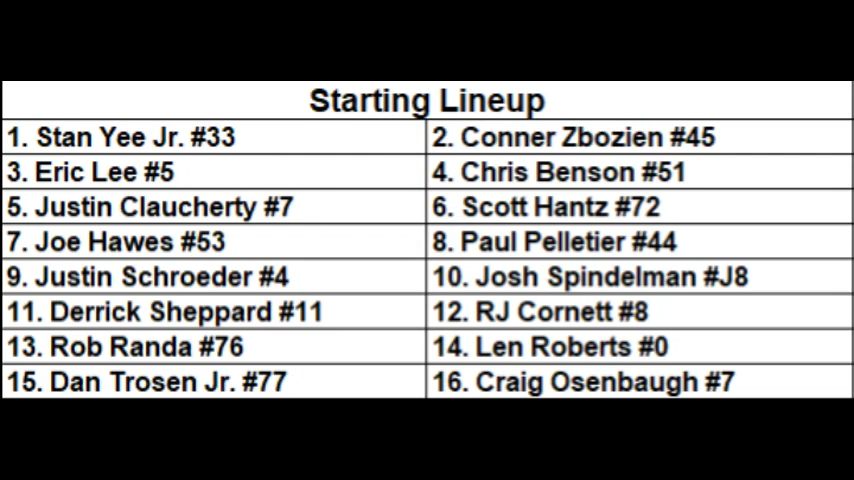 Starting Lineup
1. Stan Yee Jr. #33
2. Conner Zbozien #45
3. Eric Lee #5
4. Chris Benson #51
5. Justin Claucherty #7
6. Scott Hantz #72
7. Joe Hawes #53
8. Paul Pelletier #44
9. Justin Schroeder #4
10. Josh Spindelman #J8
11. Derrick Sheppard #11
12. RJ Cornett #8
13. Rob Randa #76
14. Len Roberts #0
15. Dan Trosen Jr. #77
16. Craig Osenbaugh #7